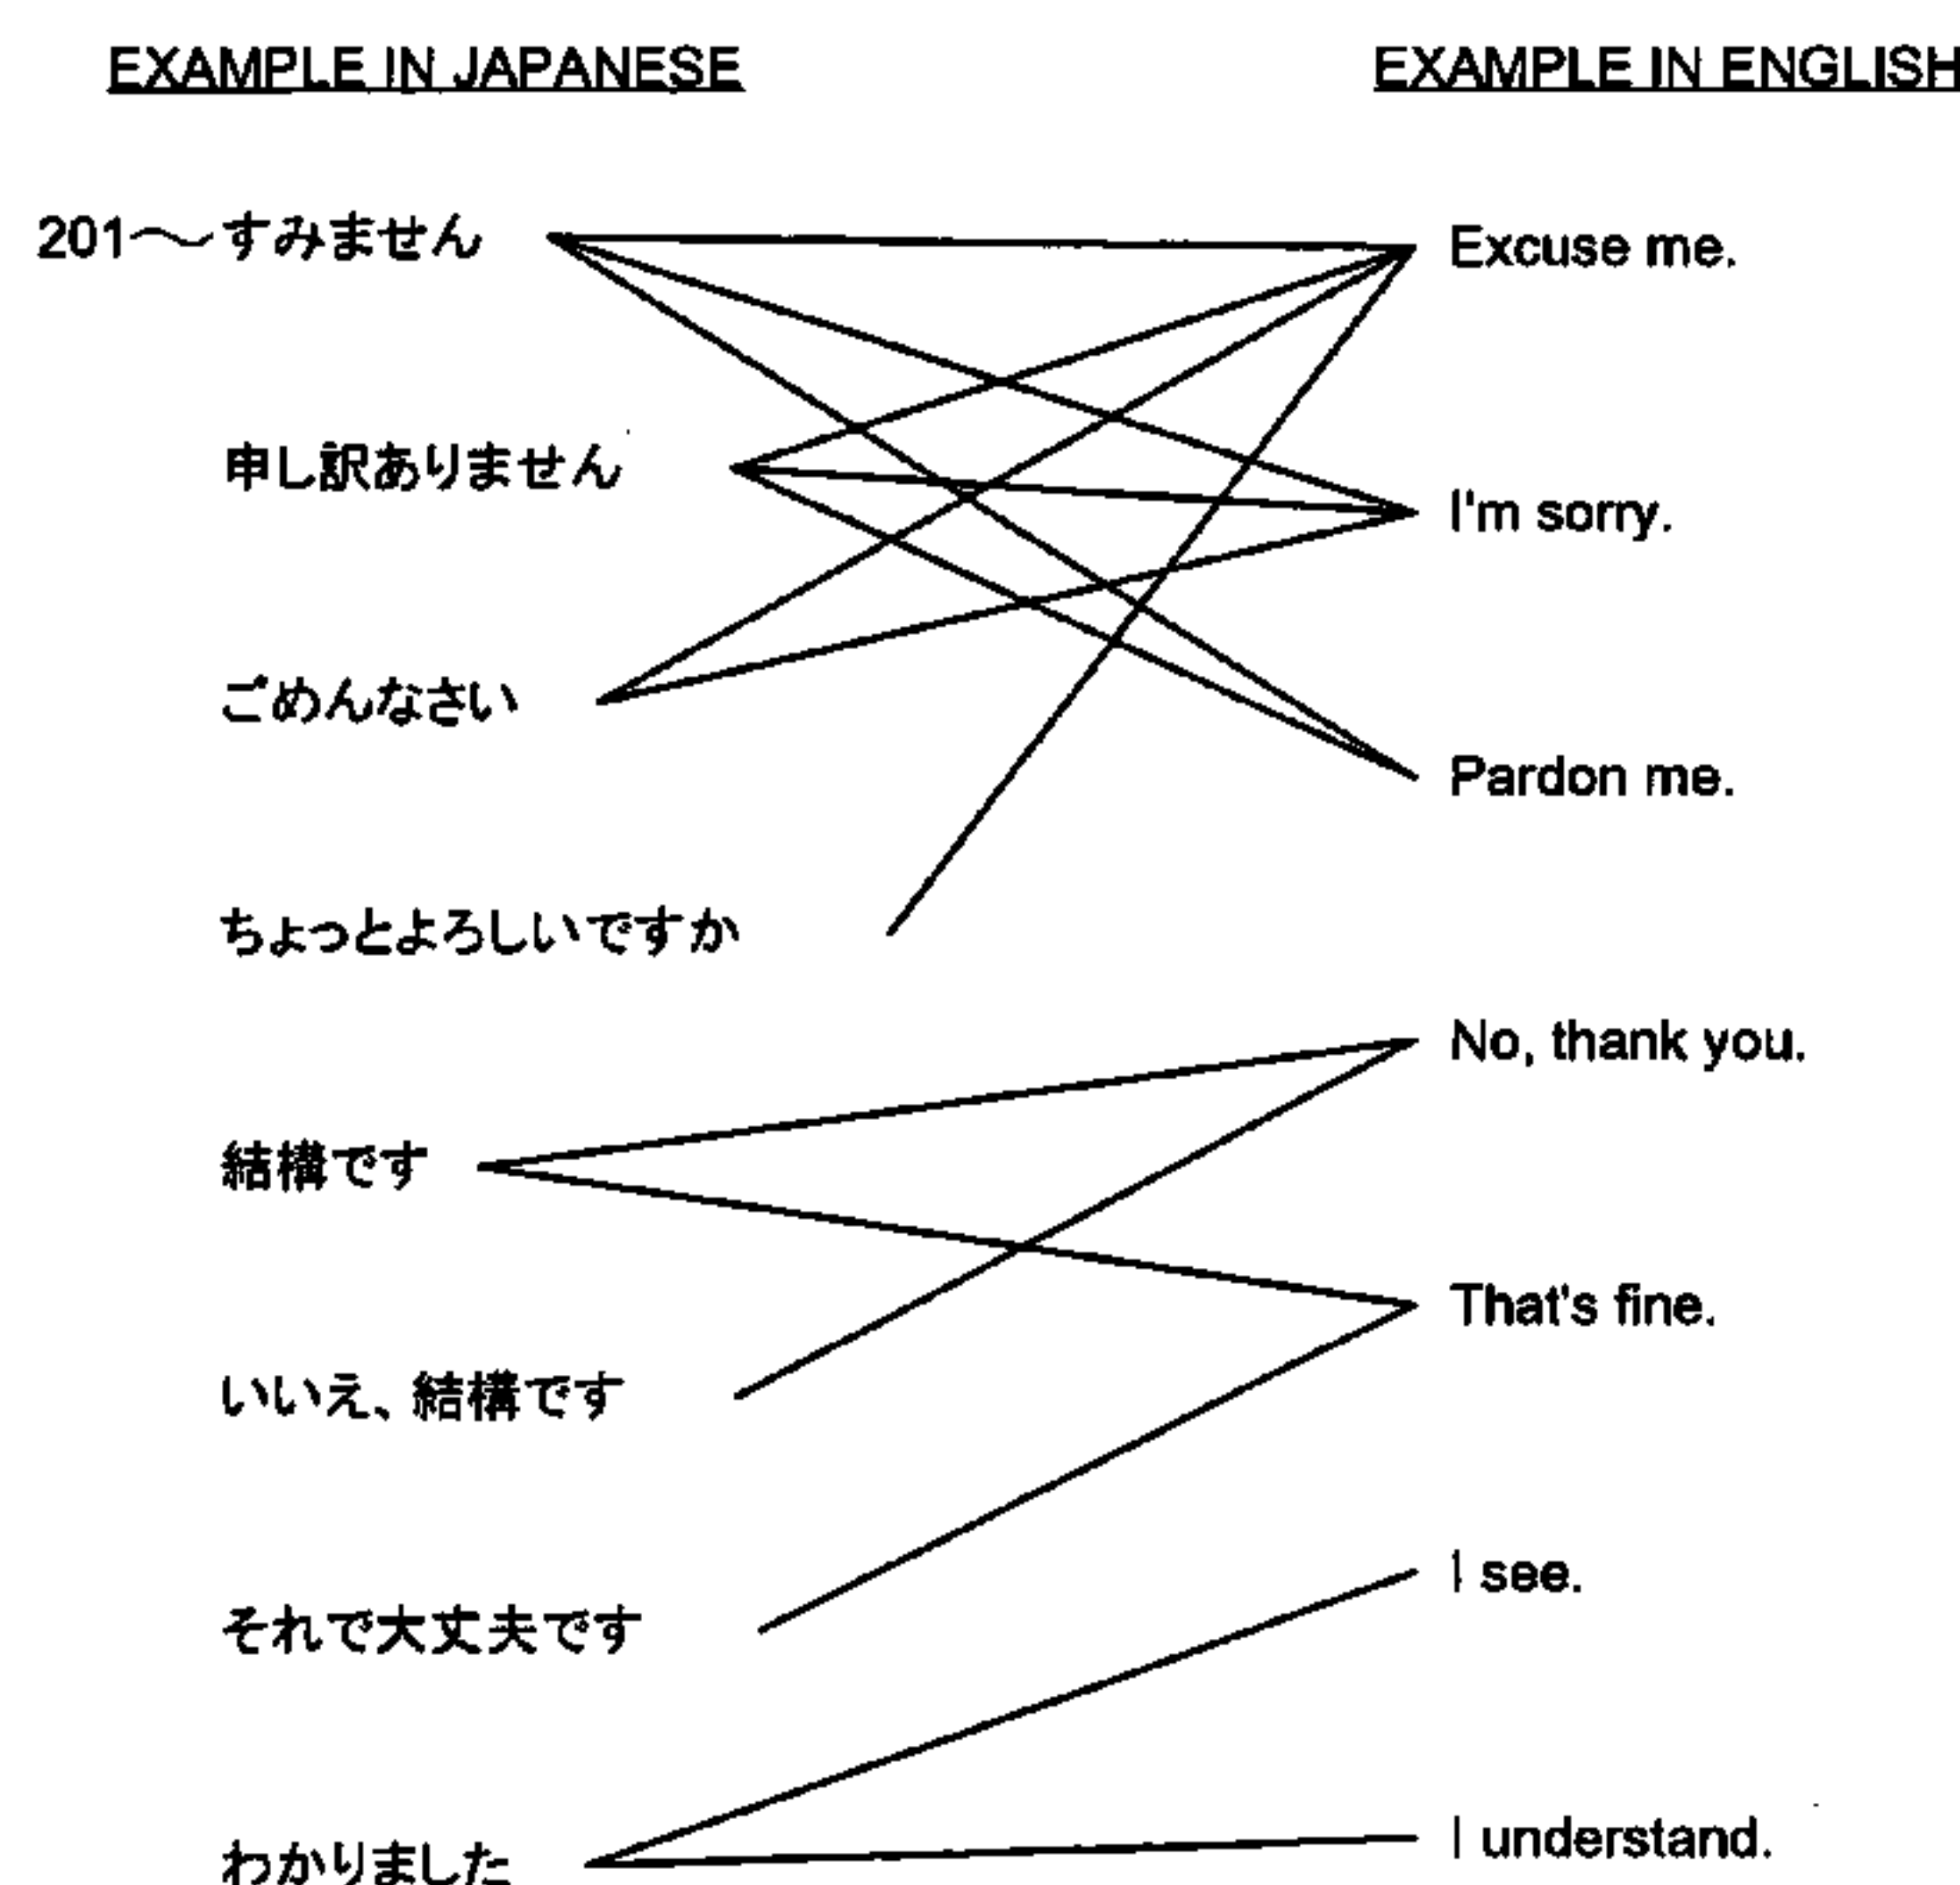 EXAMPLE IN JAPANESE
EXAMPLE IN ENGLISH
201 すみません
Excuse me.
申し訳ありません
I'm sorry.
ごめんなさい
Pardon me.
ちょっとよろしいですか
No, thank you.
結構です
That's fine.
いいえ、結構です
I see.
それで大丈夫です
I understand.
わかりました